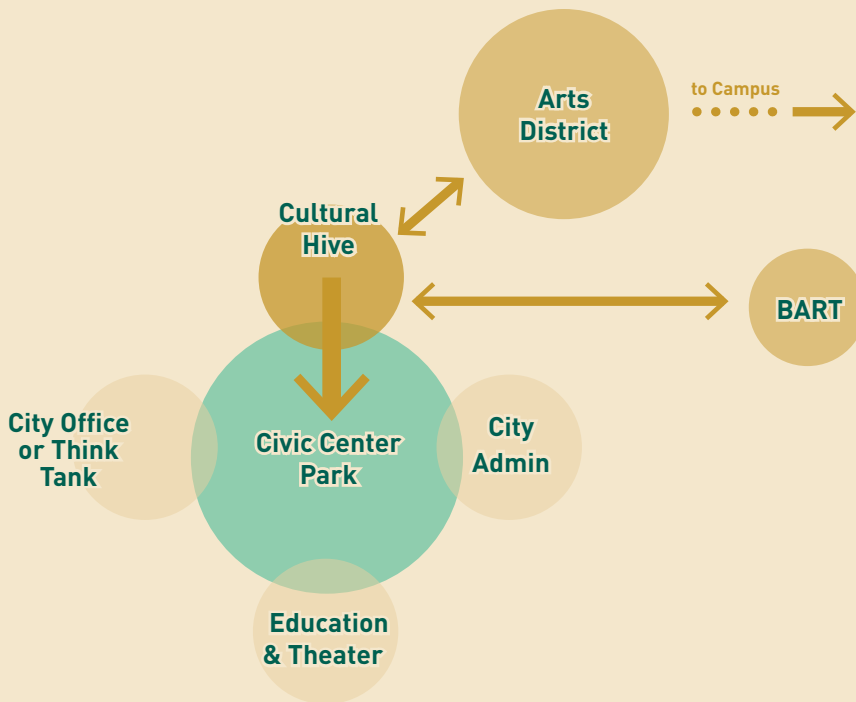 Arts
District
to Campus
Cultural
Hive
BART
City Office
or Think
Tank
Civic Center
Park
City
Admin
Education
& Theater